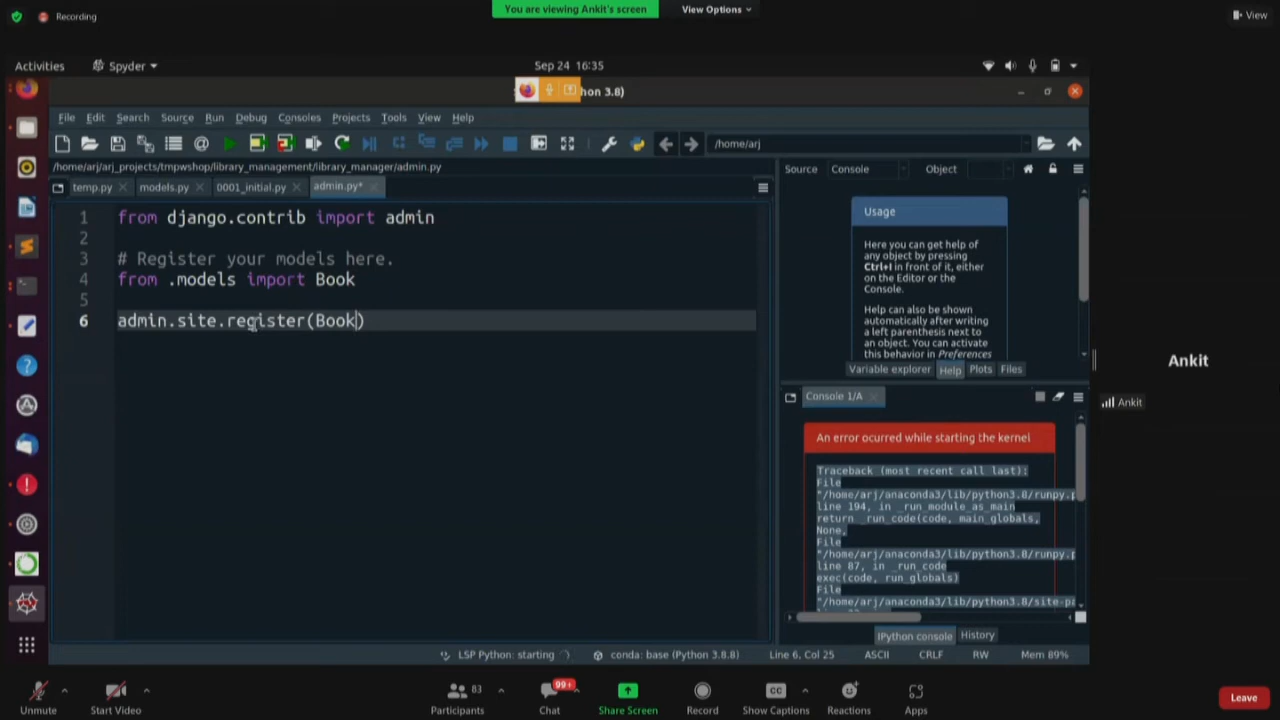 Recording
You are viewing Ankit's screen
View Options
View
Activities
Spyder
Sep 24 16:35
hon 3.8)
File Edit Search Source Run Debug Consoles Projects Tools View Help
/home/arj
/home/arj/arj_projects/tmpwshop/library_management/library_manager/admin.py
Source Console Object
temp.py models.py 0001_initial.py admin.py*
1 from django.contrib import admin
2
3 # Register your models here.
4 from .models import Book
5
6 admin.site.register(Book)
Usage
Here you can get help of
any object by pressing
Ctrl+I in front of it, either
on the Editor or the
Console.
Help can also be shown
automatically after writing
a left parenthesis next to
an object. You can activate
this behavior in Preferences
Variable explorer Help Plots Files
Console 1/A
An error ocurred while starting the kernel
Traceback (most recent call last):
File
"/home/arj/anaconda3/lib/python3.8/runpy.p
line 194, in _run_module_as_main
return _run_code(code, main_globals,
None,
File
"/home/arj/anaconda3/lib/python3.8/runpy.p
line 87, in _run_code
exec(code, run_globals)
File
"/home/arj/anaconda3/lib/python3.8/site-pa
IPython console History
LSP Python: starting
conda: base (Python 3.8.8)
Line 6, Col 25
ASCII
CRLF
RW
Mem 89%
Ankit
Ankit
Unmute
Start Video
83
Participants
99+
Chat
Share Screen
Record
CC
Show Captions
Reactions
Apps
Leave